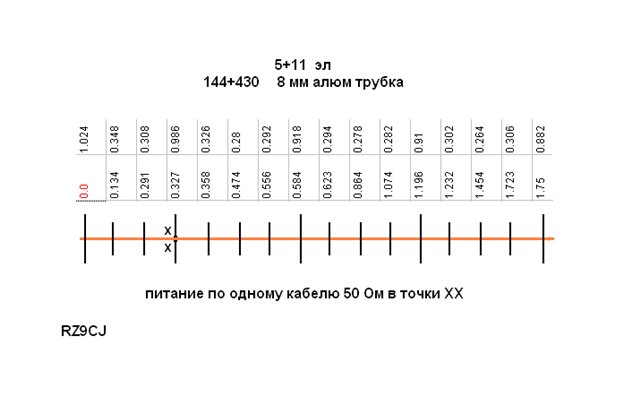 5+11 эл
144+430 8 мм алюм трубка
1.024 0.348 0.308 0.986 0.326 0.28 0.292 0.918 0.294 0.278 0.282 0.91 0.302 0.264 0.306 0.882
0.0 0.134 0.291 0.327 0.358 0.474 0.556 0.584 0.623 0.864 1.074 1.196 1.232 1.454 1.723 1.75
X
X
питание по одному кабелю 50 Ом в точки XX
RZ9CJ